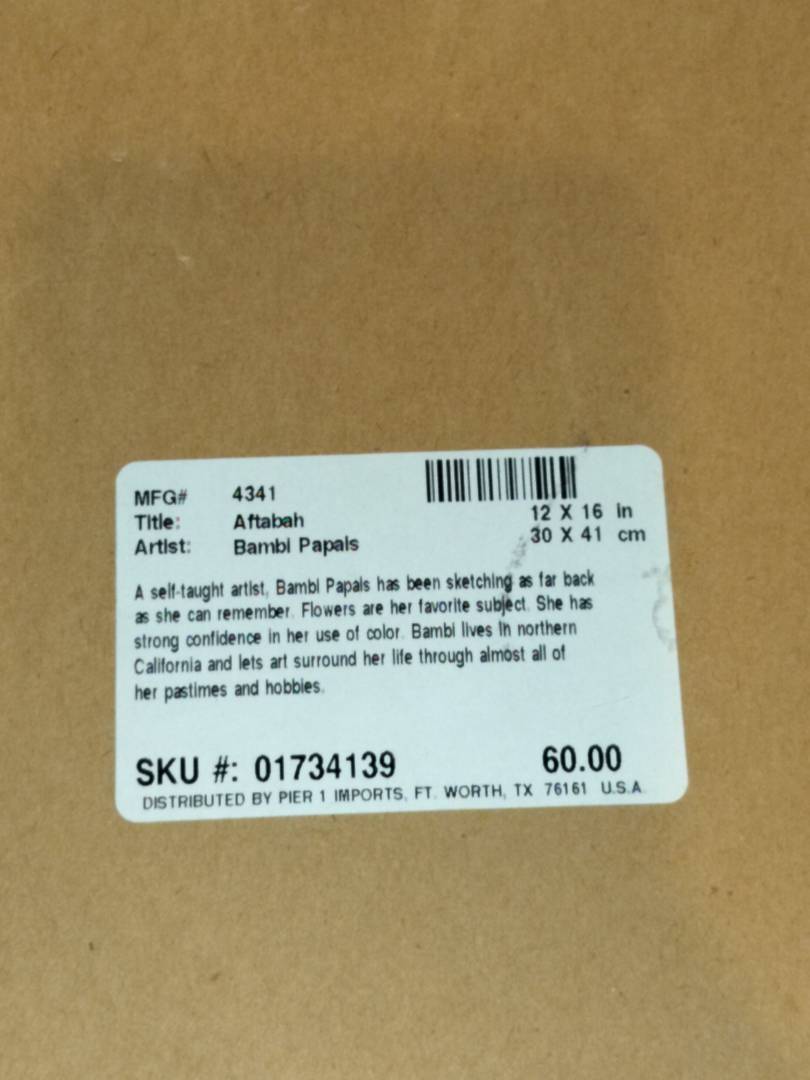 MFG# 4341
Title: Aftabah
12 X 16 in
Artist: Bambi Papais
30 X 41 cm
A self-taught artist, Bambi Papais has been sketching as far back
as she can remember. Flowers are her favorite subject. She has
strong confidence in her use of color. Bambi lives in northern
California and lets art surround her life through almost all of
her pastimes and hobbies.
SKU #: 01734139 60.00
DISTRIBUTED BY PIER 1 IMPORTS, FT. WORTH, TX 76161 U.S.A.